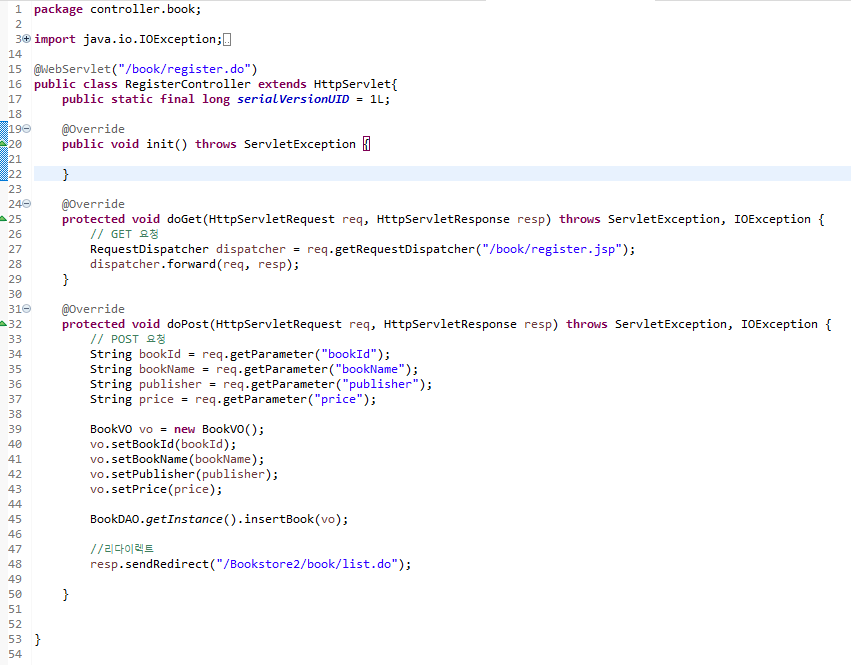 1 package controller.book;
2
3 import java.io.IOException;
14
15 @WebServlet("/book/register.do")
16 public class RegisterController extends HttpServlet{
17     public static final long serialVersionUID = 1L;
18
19     @Override
20     public void init() throws ServletException {
21
22     }
23
24     @Override
25     protected void doGet(HttpServletRequest req, HttpServletResponse resp) throws ServletException, IOException {
26         // GET 요청
27         RequestDispatcher dispatcher = req.getRequestDispatcher("/book/register.jsp");
28         dispatcher.forward(req, resp);
29     }
30
31     @Override
32     protected void doPost(HttpServletRequest req, HttpServletResponse resp) throws ServletException, IOException {
33         // POST 요청
34         String bookId = req.getParameter("bookId");
35         String bookName = req.getParameter("bookName");
36         String publisher = req.getParameter("publisher");
37         String price = req.getParameter("price");
38
39         BookVO vo = new BookVO();
40         vo.setBookId(bookId);
41         vo.setBookName(bookName);
42         vo.setPublisher(publisher);
43         vo.setPrice(price);
44
45         BookDAO.getInstance().insertBook(vo);
46
47         //리다이렉트
48         resp.sendRedirect("/Bookstore2/book/list.do");
49
50     }
51
52
53 }
54